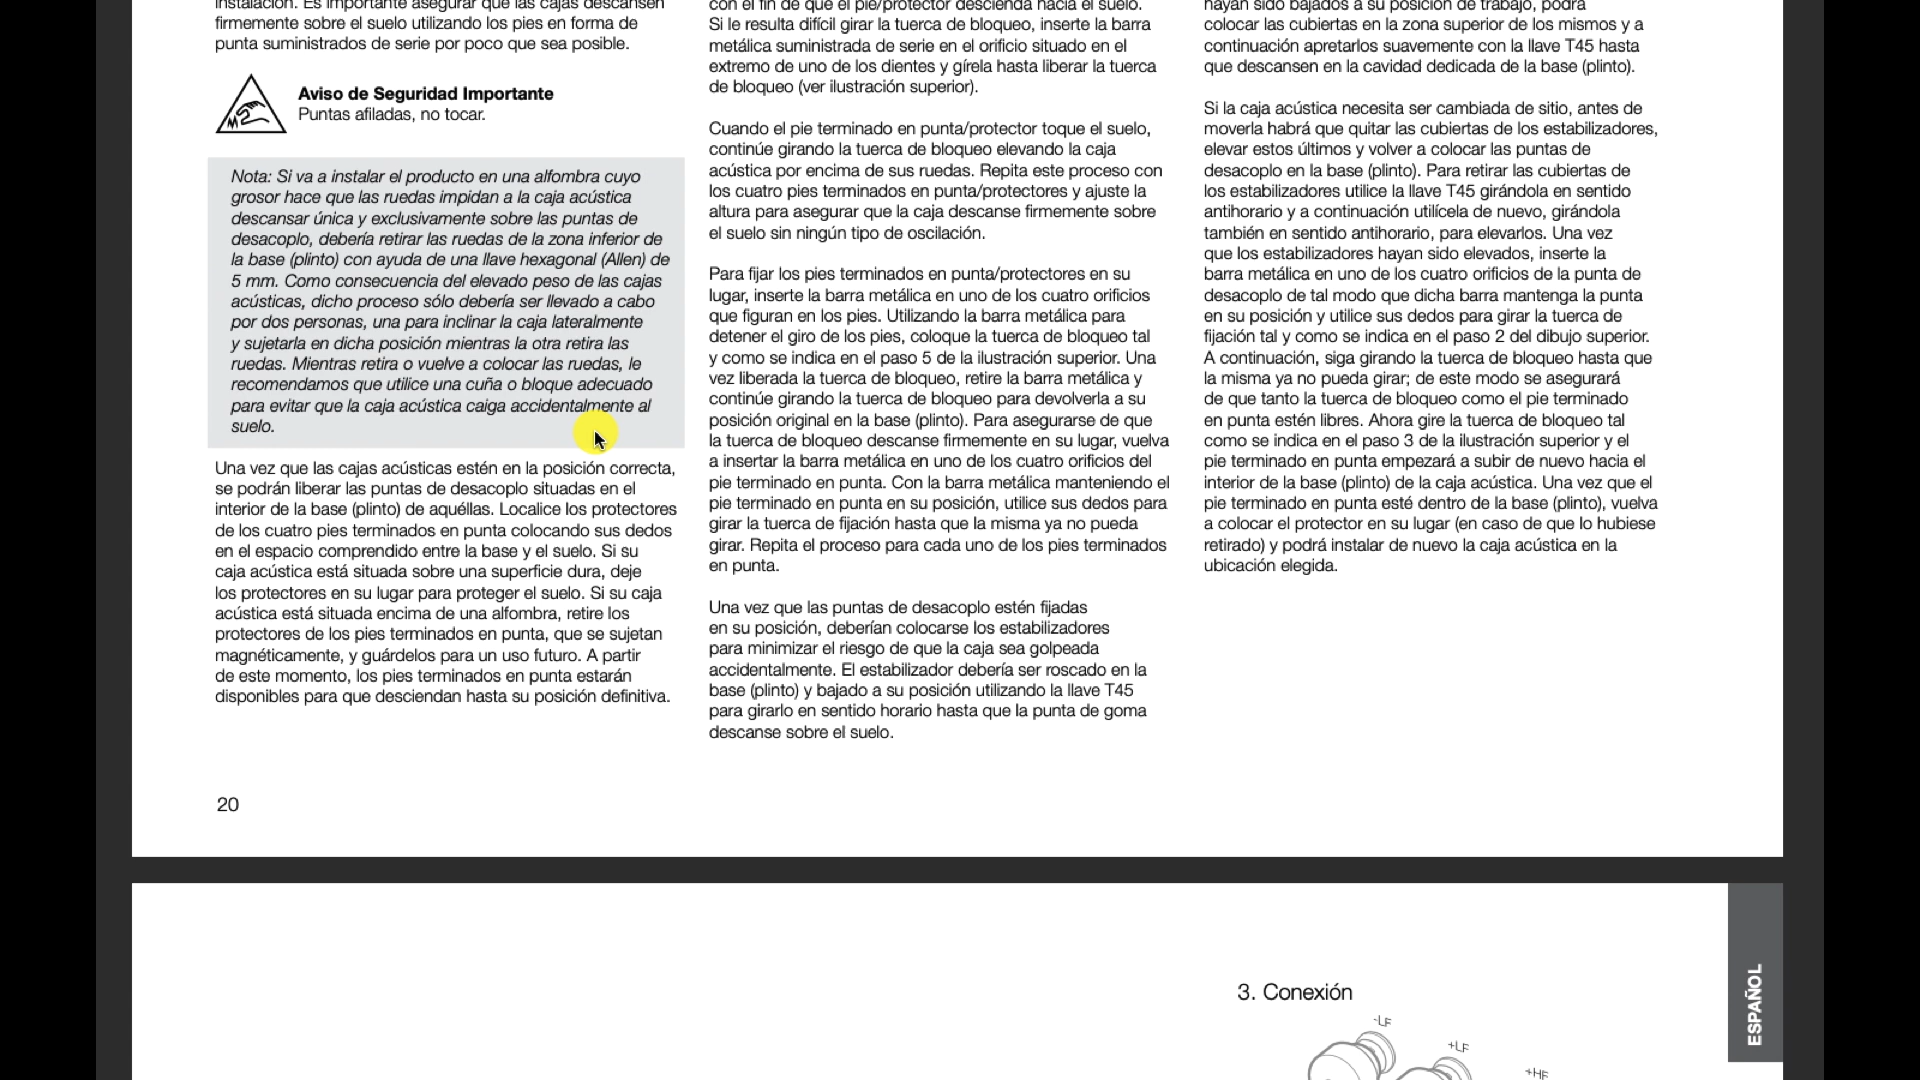 instalación. Es importante asegurar que las cajas descansen
firmemente sobre el suelo utilizando los pies en forma de
punta suministrados de serie por poco que sea posible.
Aviso de Seguridad Importante
Puntas afiladas, no tocar.
Nota: Si va a instalar el producto en una alfombra cuyo
grosor hace que las ruedas impidan a la caja acústica
descansar única y exclusivamente sobre las puntas de
desacoplo, debería retirar las ruedas de la zona inferior de
la base (plinto) con ayuda de una llave hexagonal (Allen) de
5 mm. Como consecuencia del elevado peso de las cajas
acústicas, dicho proceso sólo debería ser llevado a cabo
por dos personas, una para inclinar la caja lateralmente
y sujetarla en dicha posición mientras la otra retira las
ruedas. Mientras retira o vuelve a colocar las ruedas, le
recomendamos que utilice una cuña o bloque adecuado
para evitar que la caja acústica caiga accidentalmente al
suelo.
Una vez que las cajas acústicas estén en la posición correcta,
se podrán liberar las puntas de desacoplo situadas en el
interior de la base (plinto) de aquéllas. Localice los protectores
de los cuatro pies terminados en punta colocando sus dedos
en el espacio comprendido entre la base y el suelo. Si su
caja acústica está situada sobre una superficie dura, deje
los protectores en su lugar para proteger el suelo. Si su caja
acústica está situada encima de una alfombra, retire los
protectores de los pies terminados en punta, que se sujetan
magnéticamente, y guárdelos para un uso futuro. A partir
de este momento, los pies terminados en punta estarán
disponibles para que desciendan hasta su posición definitiva.
con el fin de que el pie/protector descienda hacia el suelo.
Si le resulta difícil girar la tuerca de bloqueo, inserte la barra
metálica suministrada de serie en el orificio situado en el
extremo de uno de los dientes y gírela hasta liberar la tuerca
de bloqueo (ver ilustración superior).
Cuando el pie terminado en punta/protector toque el suelo,
continúe girando la tuerca de bloqueo elevando la caja
acústica por encima de sus ruedas. Repita este proceso con
los cuatro pies terminados en punta/protectores y ajuste la
altura para asegurar que la caja descanse firmemente sobre
el suelo sin ningún tipo de oscilación.
Para fijar los pies terminados en punta/protectores en su
lugar, inserte la barra metálica en uno de los cuatro orificios
que figuran en los pies. Utilizando la barra metálica para
detener el giro de los pies, coloque la tuerca de bloqueo tal
y como se indica en el paso 5 de la ilustración superior. Una
vez liberada la tuerca de bloqueo, retire la barra metálica y
continúe girando la tuerca de bloqueo para devolverla a su
posición original en la base (plinto). Para asegurarse de que
la tuerca de bloqueo descanse firmemente en su lugar, vuelva
a insertar la barra metálica en uno de los cuatro orificios del
pie terminado en punta. Con la barra metálica manteniendo el
pie terminado en punta en su posición, utilice sus dedos para
girar la tuerca de fijación hasta que la misma ya no pueda
girar. Repita el proceso para cada uno de los pies terminados
en punta.
Una vez que las puntas de desacoplo estén fijadas
en su posición, deberían colocarse los estabilizadores
para minimizar el riesgo de que la caja sea golpeada
accidentalmente. El estabilizador debería ser roscado en la
base (plinto) y bajado a su posición utilizando la llave T45
para girarlo en sentido horario hasta que la punta de goma
descanse sobre el suelo.
hayan sido bajados a su posición de trabajo, podrá
colocar las cubiertas en la zona superior de los mismos y a
continuación apretarlos suavemente con la llave T45 hasta
que descansen en la cavidad dedicada de la base (plinto).
Si la caja acústica necesita ser cambiada de sitio, antes de
moverla habrá que quitar las cubiertas de los estabilizadores,
elevar estos últimos y volver a colocar las puntas de
desacoplo en la base (plinto). Para retirar las cubiertas de
los estabilizadores utilice la llave T45 girándola en sentido
antihorario y a continuación utilícela de nuevo, girándola
también en sentido antihorario, para elevarlos. Una vez
que los estabilizadores hayan sido elevados, inserte la
barra metálica en uno de los cuatro orificios de la punta de
desacoplo de tal modo que dicha barra mantenga la punta
en su posición y utilice sus dedos para girar la tuerca de
fijación tal y como se indica en el paso 2 del dibujo superior.
A continuación, siga girando la tuerca de bloqueo hasta que
la misma ya no pueda girar; de este modo se asegurará
de que tanto la tuerca de bloqueo como el pie terminado
en punta estén libres. Ahora gire la tuerca de bloqueo tal
como se indica en el paso 3 de la ilustración superior y el
pie terminado en punta empezará a subir de nuevo hacia el
interior de la base (plinto) de la caja acústica. Una vez que el
pie terminado en punta esté dentro de la base (plinto), vuelva
a colocar el protector en su lugar (en caso de que lo hubiese
retirado) y podrá instalar de nuevo la caja acústica en la
ubicación elegida.
20
ESPAÑOL
3. Conexión
-LF
+LF
+HF